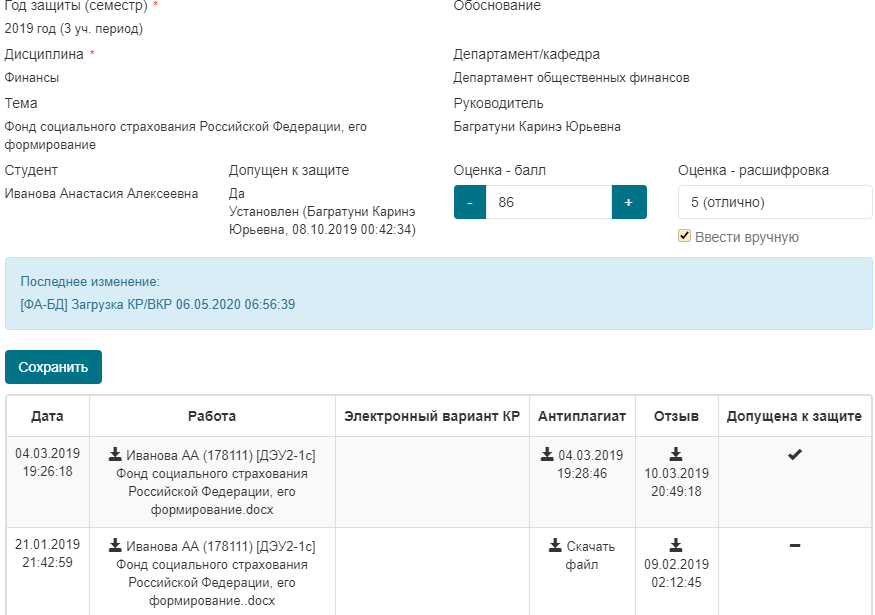 Год защиты (семестр) *
Обоснование
2019 год (3 уч. период)
Дисциплина *
Департамент/кафедра
Финансы
Департамент общественных финансов
Тема
Руководитель
Фонд социального страхования Российской Федерации, его
формирование
Багратуни Каринэ Юрьевна
Студент
Допущен к защите
Оценка - балл
Оценка - расшифровка
Иванова Анастасия Алексеевна
Да
Установлен (Багратуни Каринэ
Юрьевна, 08.10.2019 00:42:34)
- 86 +
5 (отлично)
Ввести вручную
Последнее изменение:
[ФА-БД] Загрузка КР/ВКР 06.05.2020 06:56:39
Сохранить
Дата Работа Электронный вариант КР Антиплагиат Отзыв Допущена к защите
04.03.2019
19:26:18
Иванова АА (178111) [ДЭУ2-1с]
Фонд социального страхования
Российской Федерации, его
формирование.docx
04.03.2019
19:28:46
10.03.2019
20:49:18
21.01.2019
21:42:59
Иванова АА (178111) [ДЭУ2-1с]
Фонд социального страхования
Российской Федерации, его
формирование..docx
Скачать
файл
09.02.2019
02:12:45